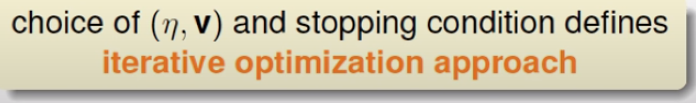 choice of (η, v) and stopping condition defines
iterative optimization approach